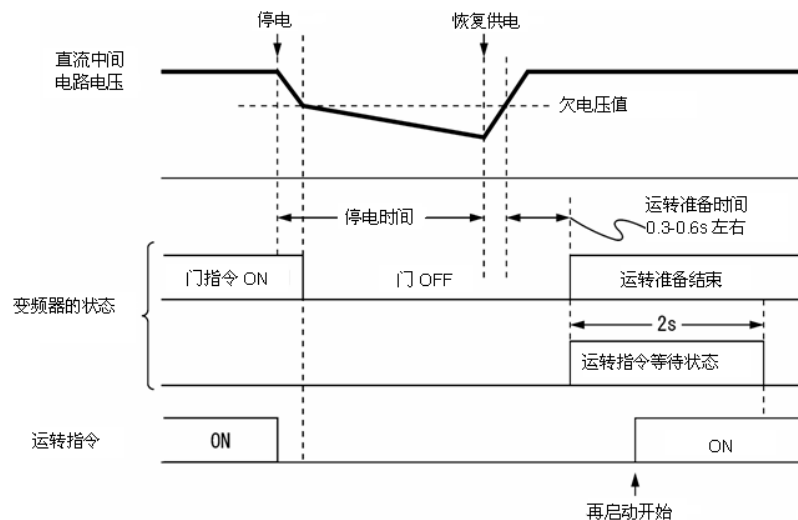 停电
恢复供电
直流中间
电路电压
欠电压值
停电时间
运转准备时间
0.3-0.6s 左右
门指令 ON
门 OFF
运转准备结束
变频器的状态
2s
运转指令等待状态
运转指令
ON
ON
再启动开始